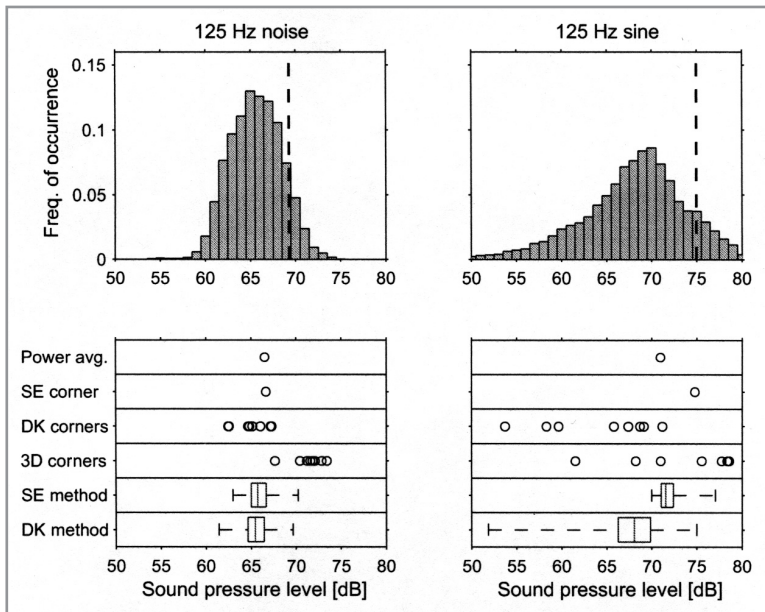 125 Hz noise
125 Hz sine
Freq. of occurrence
0.15
0.1
0.05
0
50 55 60 65 70 75 80
50 55 60 65 70 75 80
Power avg.
SE corner
DK corners
3D corners
SE method
DK method
50 55 60 65 70 75 80
50 55 60 65 70 75 80
Sound pressure level [dB]
Sound pressure level [dB]